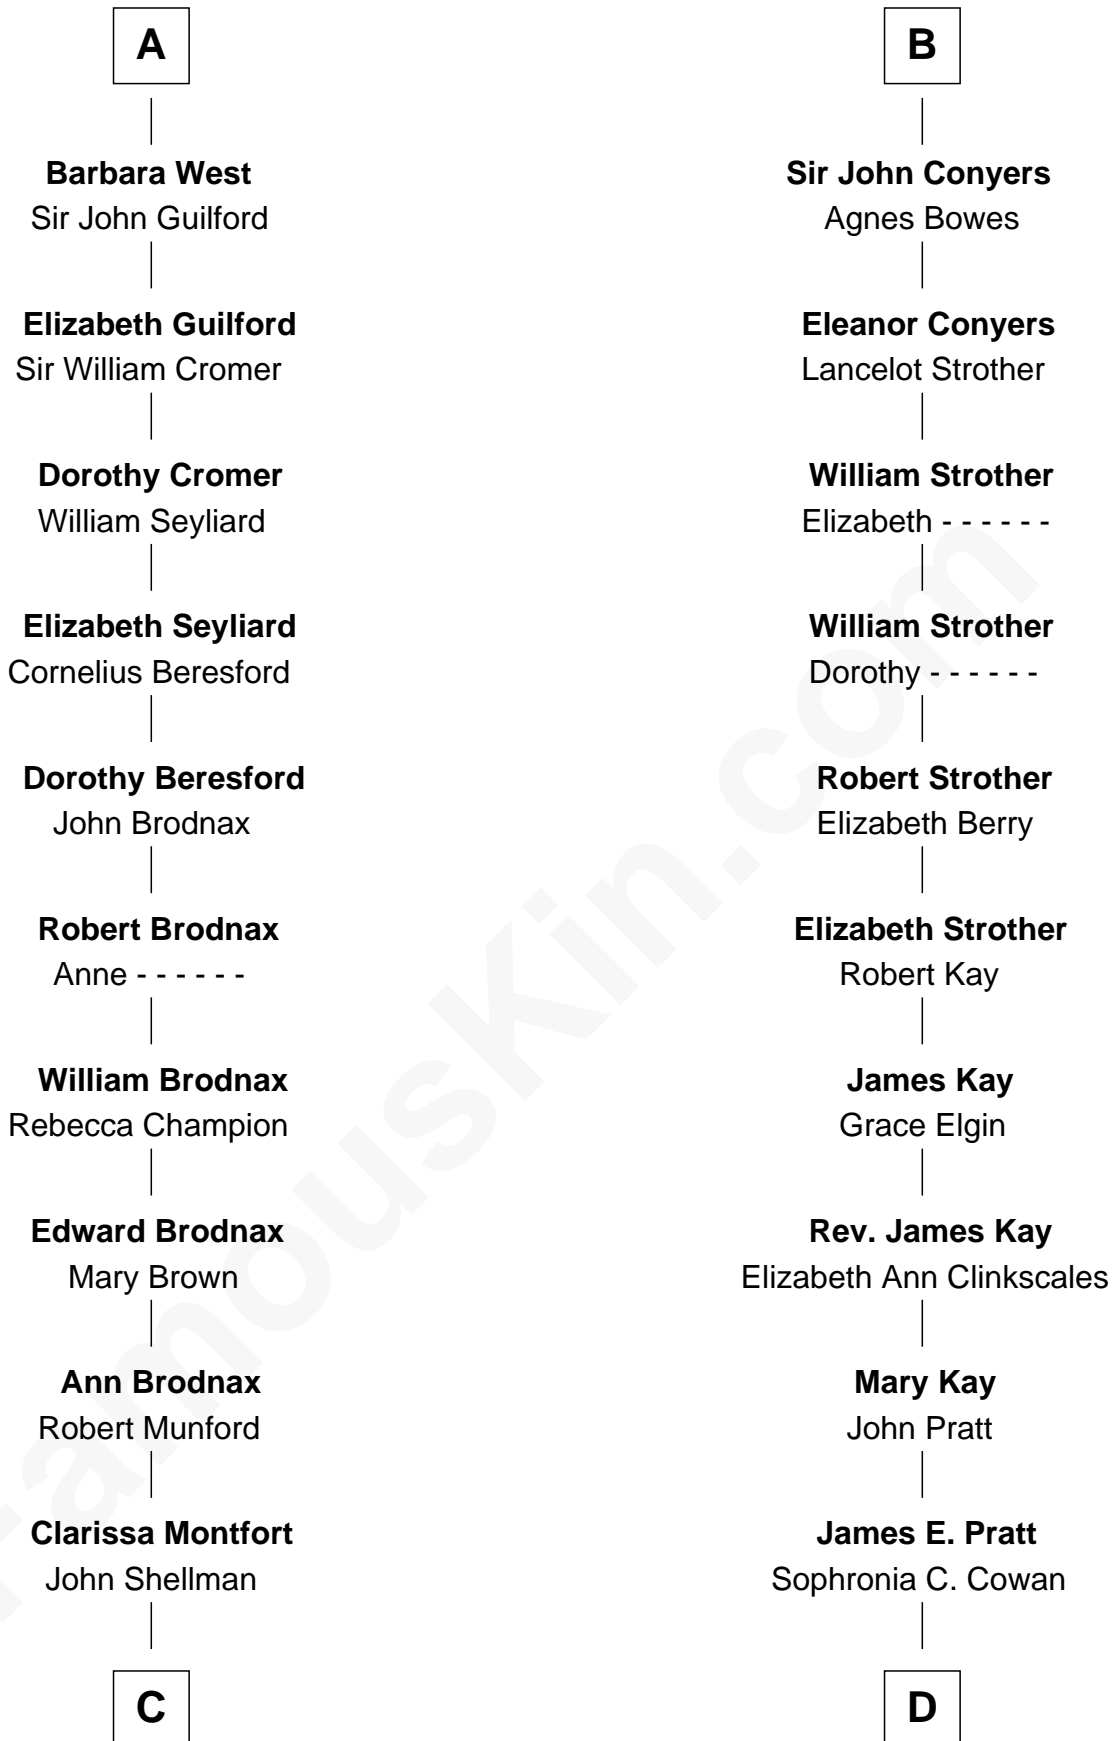 A
Barbara West
Sir John Guilford
Elizabeth Guilford
Sir William Cromer
Dorothy Cromer
William Seyliard
Elizabeth Seyliard
Cornelius Beresford
Dorothy Beresford
John Brodnax
Robert Brodnax
Anne - - - - - -
William Brodnax
Rebecca Champion
Edward Brodnax
Mary Brown
Ann Brodnax
Robert Munford
Clarissa Montfort
John Shellman
C
B
Sir John Conyers
Agnes Bowes
Eleanor Conyers
Lancelot Strother
William Strother
Elizabeth - - - - - -
William Strother
Dorothy - - - - - -
Robert Strother
Elizabeth Berry
Elizabeth Strother
Robert Kay
James Kay
Grace Elgin
Rev. James Kay
Elizabeth Ann Clinkscales
Mary Kay
John Pratt
James E. Pratt
Sophronia C. Cowan
D
FamousKin.com